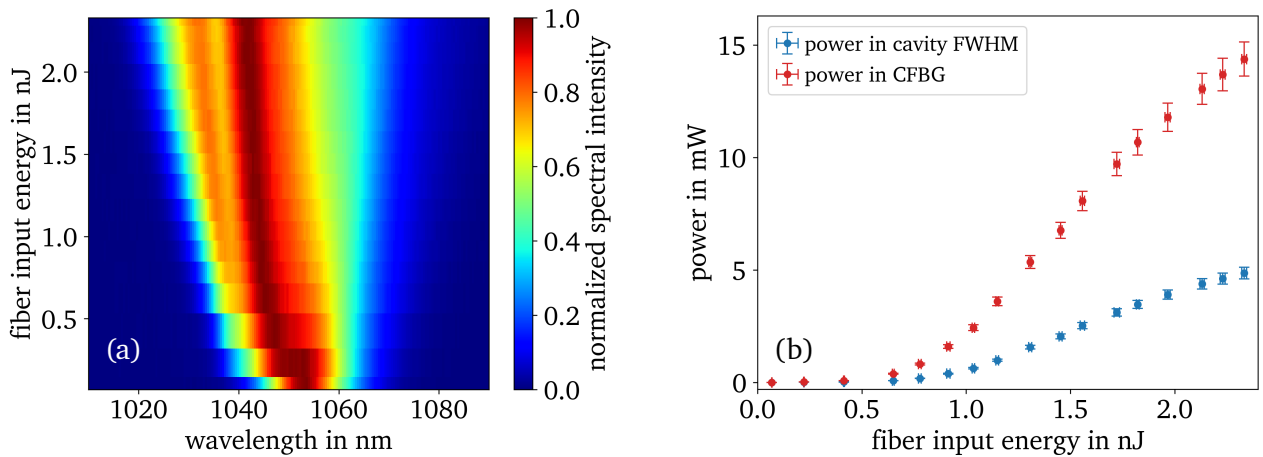 fiber input energy in nJ
2.0
1.5
1.0
0.5
(a)
1020 1040 1060 1080
wavelength in nm
1.0
0.8
0.6
0.4
0.2
0.0
normalized spectral intensity
power in mW
15
10
5
0
power in cavity FWHM
power in CFBG
(b)
0.0 0.5 1.0 1.5 2.0
fiber input energy in nJ